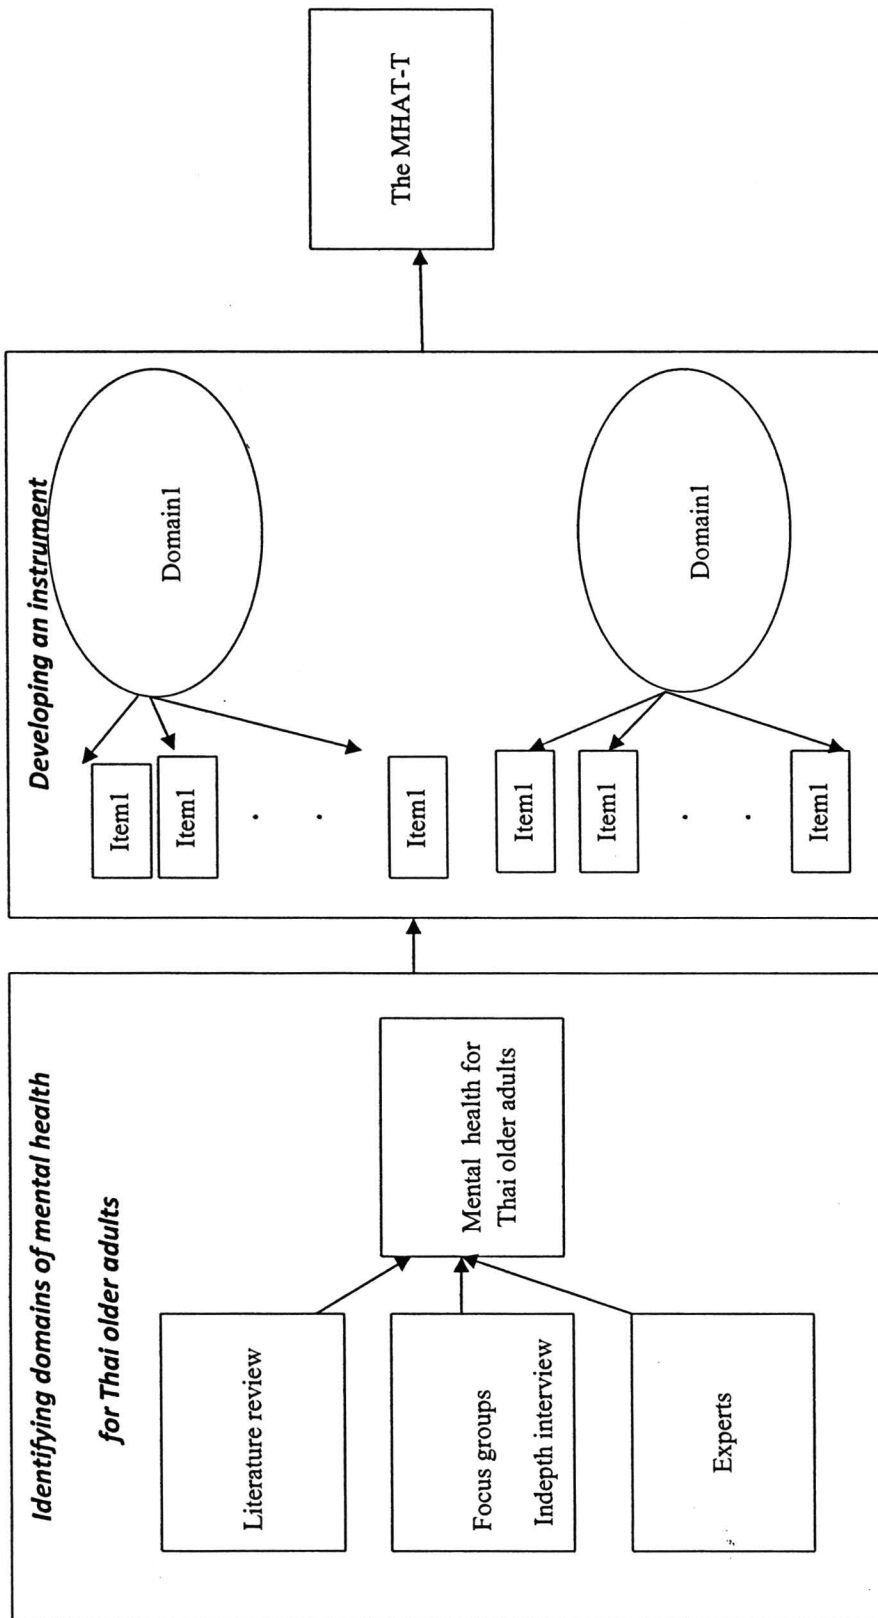 Identifying domains of mental health
for Thai older adults
Literature review
Focus groups
Indepth interview
Experts
Mental health for
Thai older adults
Developing an instrument
Item1
Item1
.
.
Item1
Item1
Item1
.
.
Item1
Domain1
Domain1
The MHAT-T